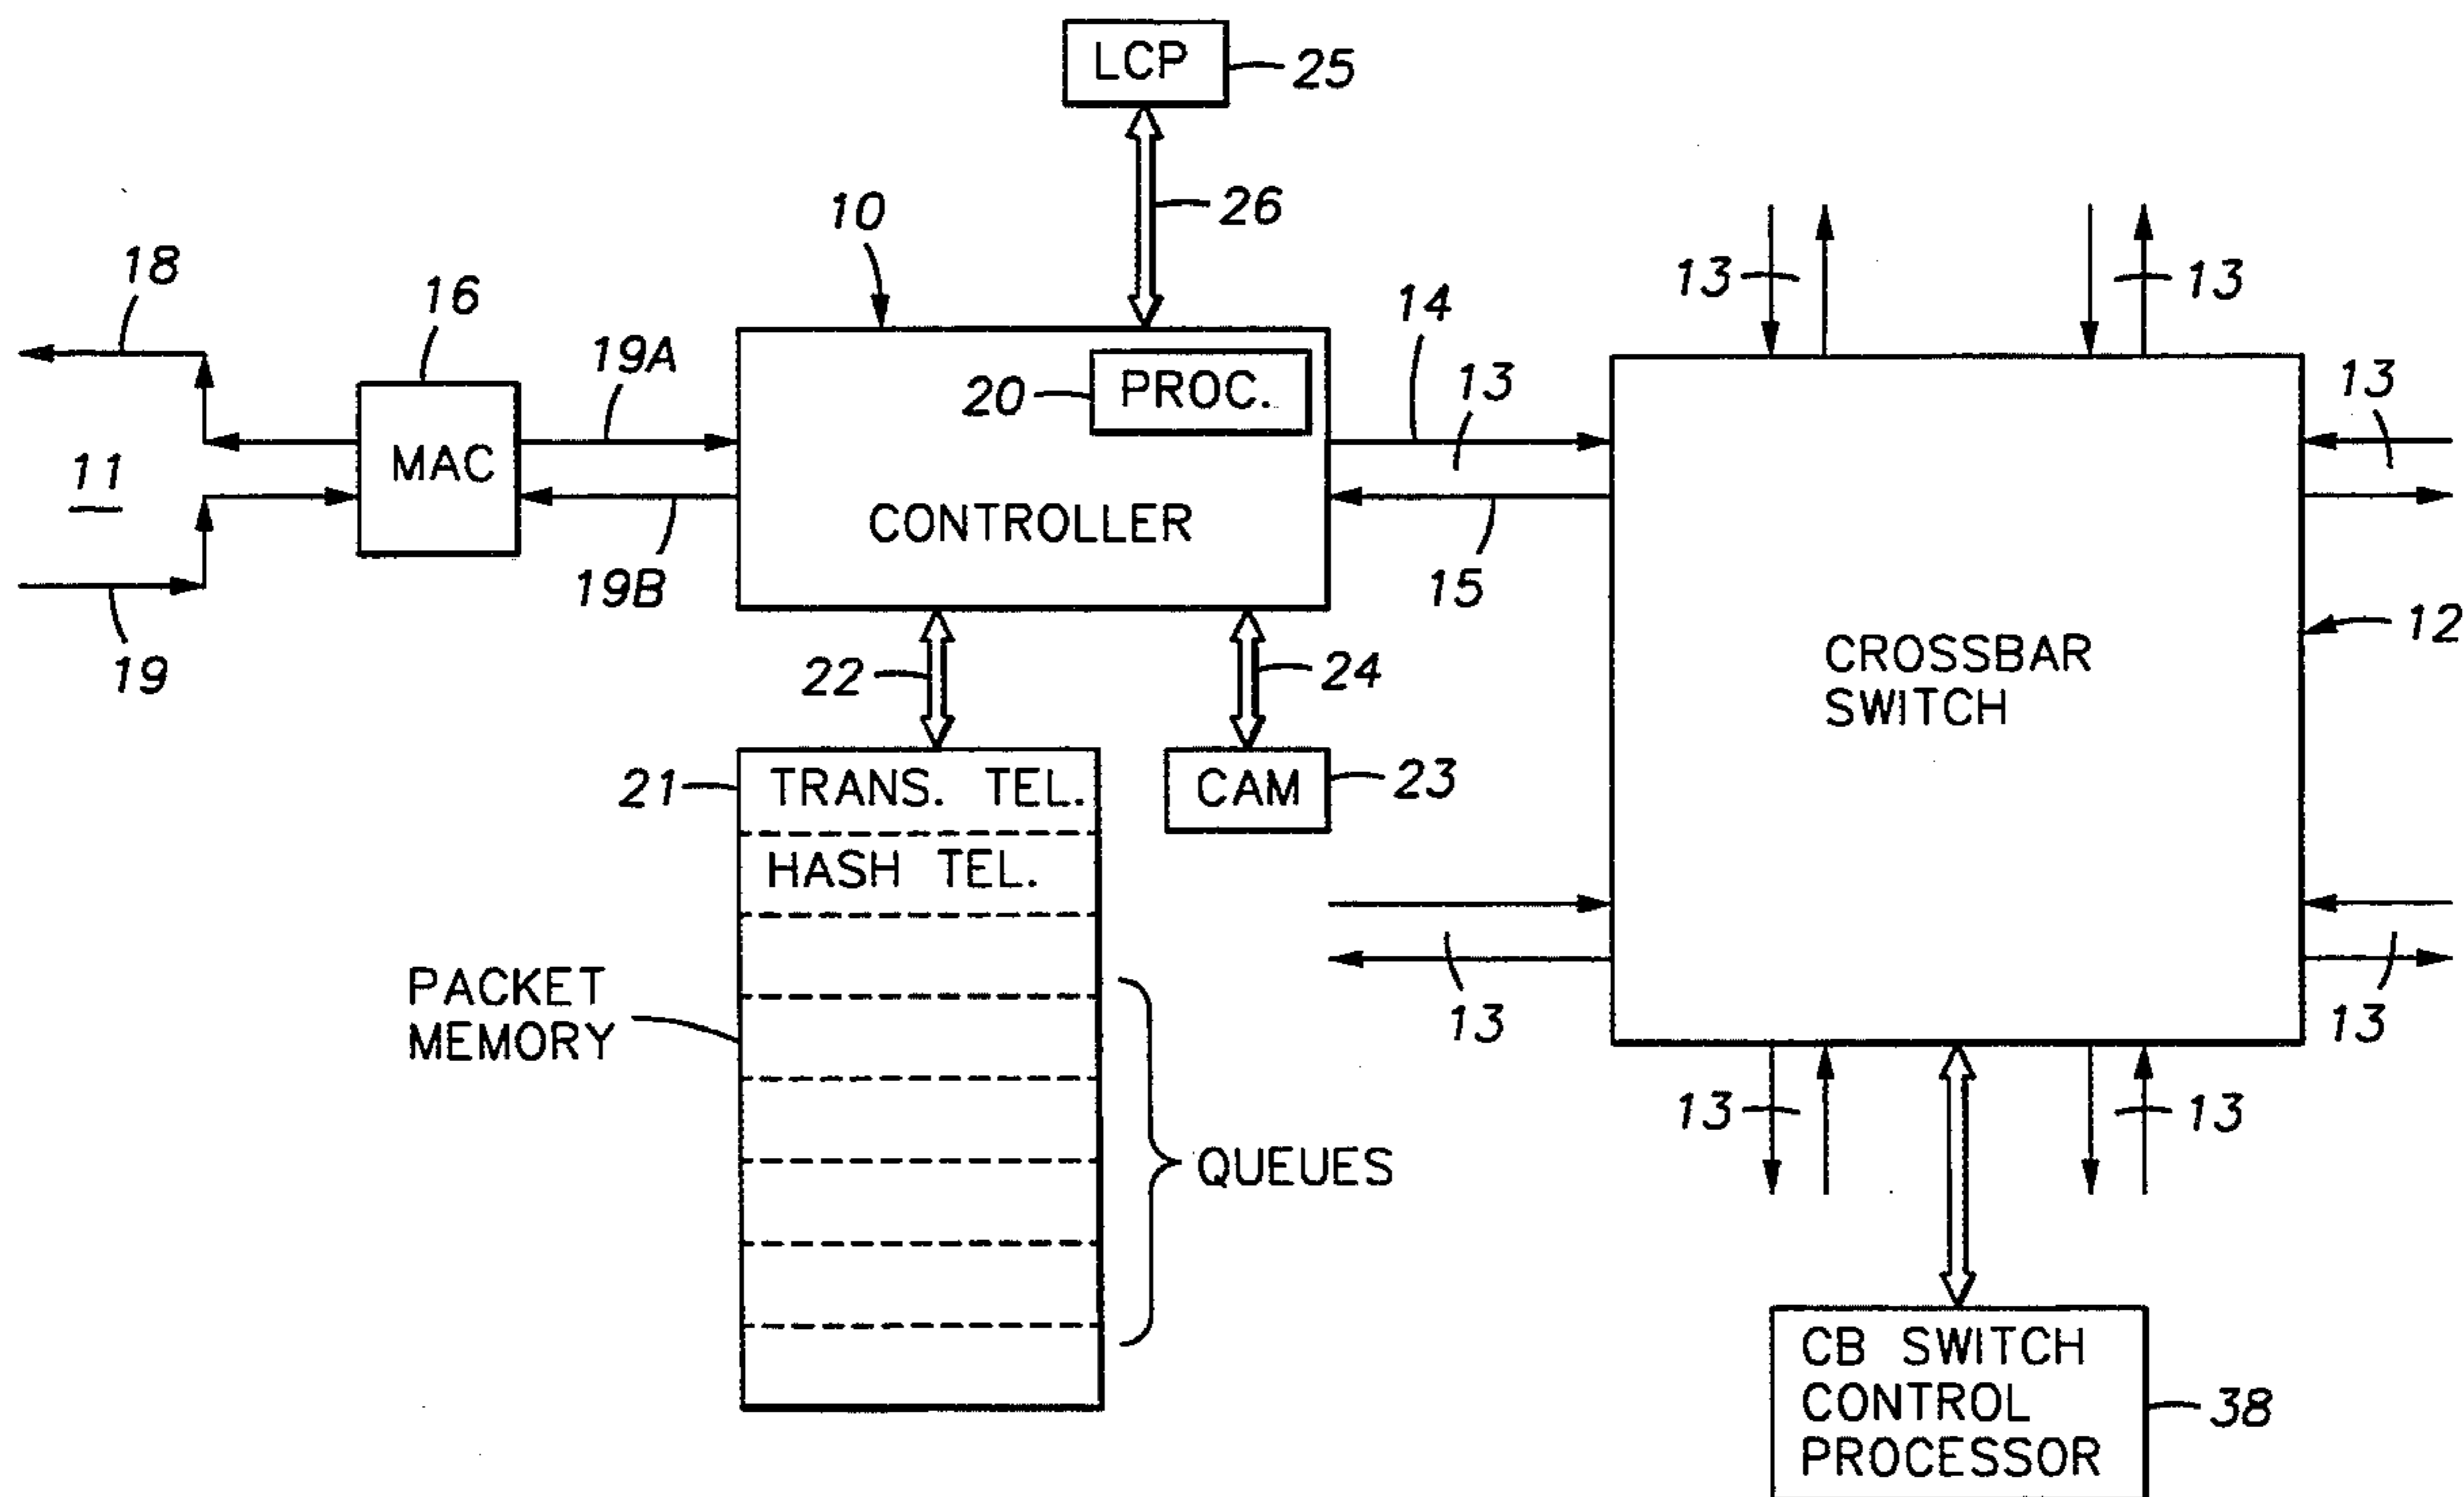 LCP
25
26
10
18
16
19A
14
13
13
13
20
PROC.
13
11
MAC
CONTROLLER
19B
15
12
19
22
24
CROSSBAR
SWITCH
21
TRANS. TEL.
CAM
23
HASH TEL.
PACKET
MEMORY
13
13
13
13
QUEUES
CB SWITCH
CONTROL
PROCESSOR
38